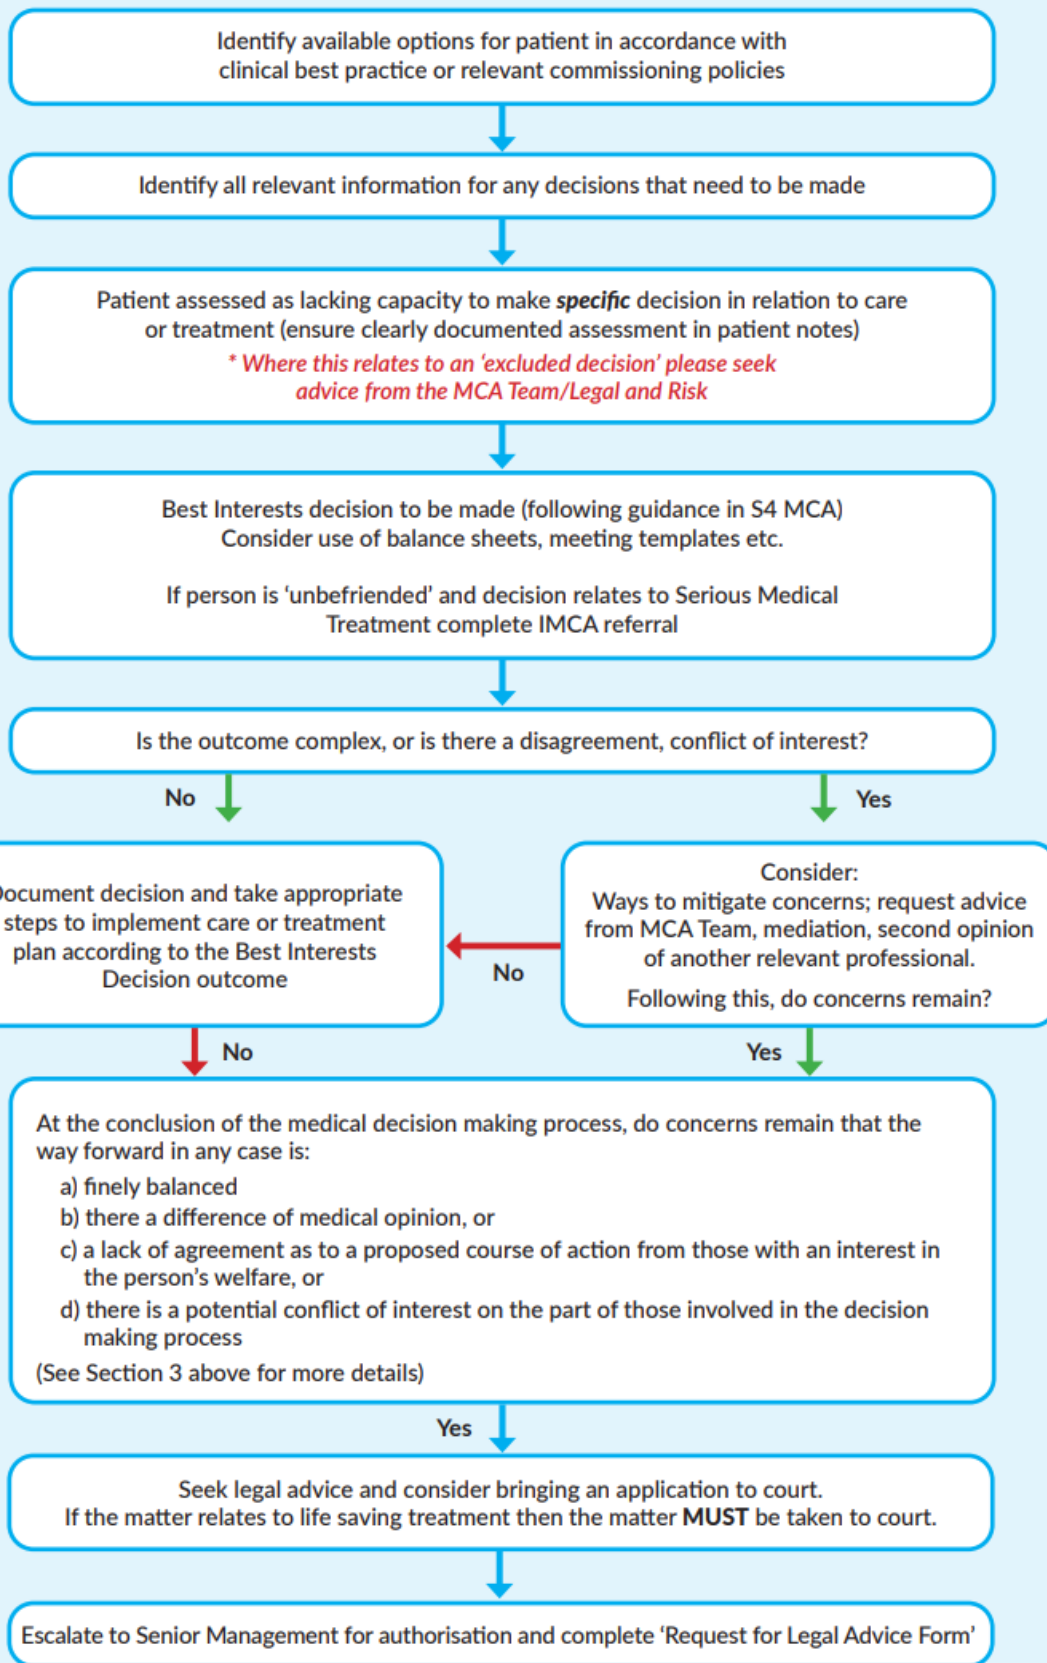 Identify available options for patient in accordance with
clinical best practice or relevant commissioning policies
Identify all relevant information for any decisions that need to be made
Patient assessed as lacking capacity to make specific decision in relation to care
or treatment (ensure clearly documented assessment in patient notes)
* Where this relates to an ‘excluded decision’ please seek
advice from the MCA Team/Legal and Risk
Best Interests decision to be made (following guidance in S4 MCA)
Consider use of balance sheets, meeting templates etc.
If person is ‘unbefriended’ and decision relates to Serious Medical
Treatment complete IMCA referral
Is the outcome complex, or is there a disagreement, conflict of interest?
No
Yes
Document decision and take appropriate
steps to implement care or treatment
plan according to the Best Interests
Decision outcome
No
Consider:
Ways to mitigate concerns; request advice
from MCA Team, mediation, second opinion
of another relevant professional.
Following this, do concerns remain?
No
Yes
At the conclusion of the medical decision making process, do concerns remain that the
way forward in any case is:
a) finely balanced
b) there a difference of medical opinion, or
c) a lack of agreement as to a proposed course of action from those with an interest in
the person’s welfare, or
d) there is a potential conflict of interest on the part of those involved in the decision
making process
(See Section 3 above for more details)
Yes
Seek legal advice and consider bringing an application to court.
If the matter relates to life saving treatment then the matter MUST be taken to court.
Escalate to Senior Management for authorisation and complete ‘Request for Legal Advice Form’